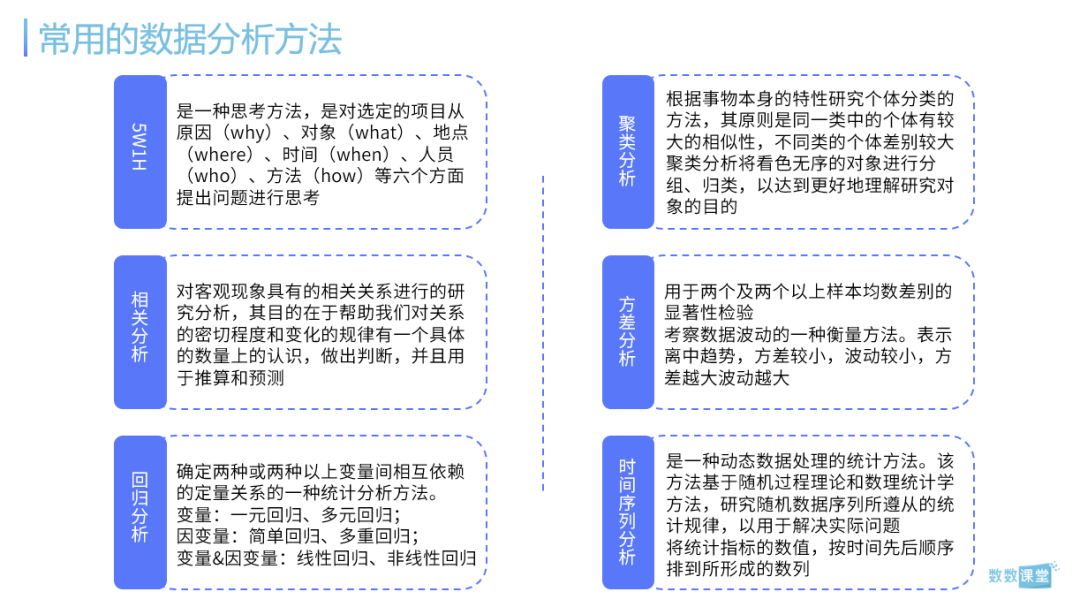 常用的数据分析方法
5W1H
是一种思考方法，是对选定的项目从
原因（why）、对象（what）、地点
（where）、时间（when）、人员
（who）、方法（how）等六个方面
提出问题进行思考
相关分析
对客观现象具有的相关关系进行的研
究分析，其目的在于帮助我们对关系
的密切程度和变化的规律有一个具体
的数量上的认识，做出判断，并且用
于推算和预测
回归分析
确定两种或两种以上变量间相互依赖
的定量关系的一种统计分析方法。
变量：一元回归、多元回归；
因变量：简单回归、多重回归；
变量&因变量：线性回归、非线性回归
聚类分析
根据事物本身的特性研究个体分类的
方法，其原则是同一类中的个体有较
大的相似性，不同类的个体差别较大
聚类分析将看色无序的对象进行分
组、归类，以达到更好地理解研究对
象的目的
方差分析
用于两个及两个以上样本均数差别的
显著性检验
考察数据波动的一种衡量方法。表示
离中趋势，方差较小，波动较小，方
差越大波动越大
时间序列分析
是一种动态数据处理的统计方法。该
方法基于随机过程理论和数理统计学
方法，研究随机数据序列所遵从的统
计规律，以用于解决实际问题
将统计指标的数值，按时间先后顺序
排到所形成的数列
数数课堂